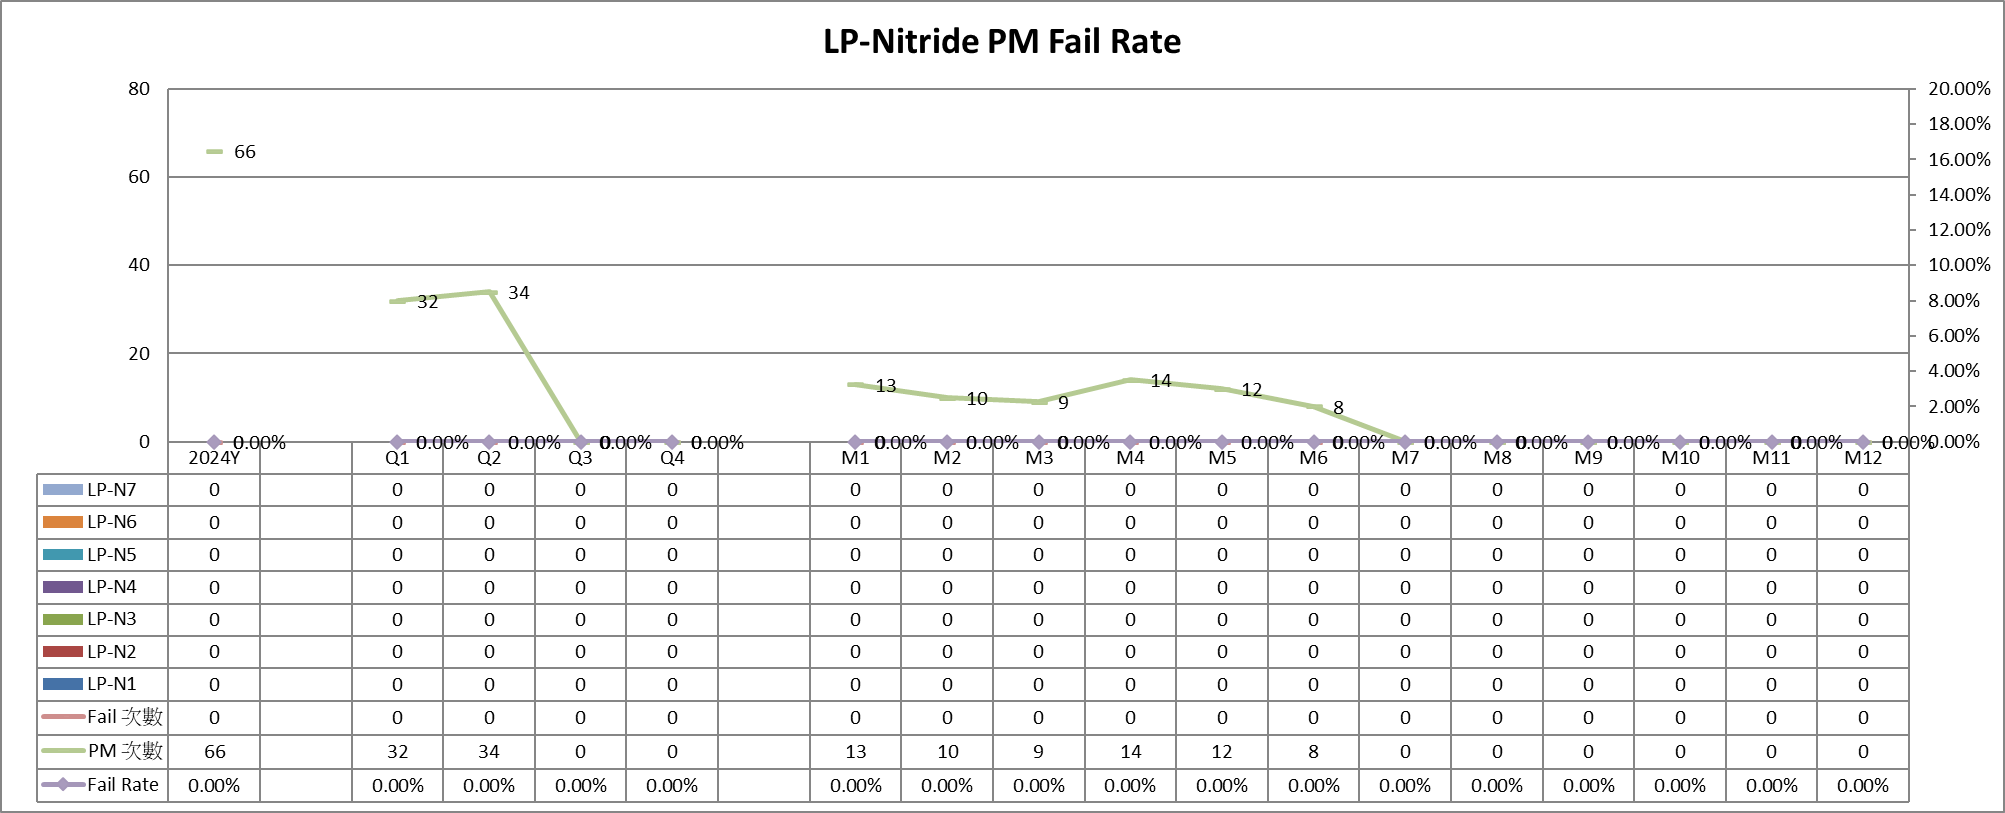 LP-Nitride PM Fail Rate
80 20.00%
18.00%
66 16.00%
60 14.00%
12.00%
40 10.00%
32 34 8.00%
6.00%
20 4.00%
13 10 9 14 12 8 2.00%
0 0.00% 0.00% 0.00% 0.00% 0.00% 0.00% 0.00% 0.00% 0.00% 0.00% 0.00% 0.00% 0.00% 0.00% 0.00% 0.00% 0.00% 0.00%
2024Y Q1 Q2 Q3 Q4 M1 M2 M3 M4 M5 M6 M7 M8 M9 M10 M11 M12
LP-N7 0 0 0 0 0 0 0 0 0 0 0 0 0 0 0 0 0
LP-N6 0 0 0 0 0 0 0 0 0 0 0 0 0 0 0 0 0
LP-N5 0 0 0 0 0 0 0 0 0 0 0 0 0 0 0 0 0
LP-N4 0 0 0 0 0 0 0 0 0 0 0 0 0 0 0 0 0
LP-N3 0 0 0 0 0 0 0 0 0 0 0 0 0 0 0 0 0
LP-N2 0 0 0 0 0 0 0 0 0 0 0 0 0 0 0 0 0
LP-N1 0 0 0 0 0 0 0 0 0 0 0 0 0 0 0 0 0
Fail 次數 0 0 0 0 0 0 0 0 0 0 0 0 0 0 0 0 0
PM 次數 66 32 34 0 0 13 10 9 14 12 8 0 0 0 0 0 0
Fail Rate 0.00% 0.00% 0.00% 0.00% 0.00% 0.00% 0.00% 0.00% 0.00% 0.00% 0.00% 0.00% 0.00% 0.00% 0.00% 0.00% 0.00%